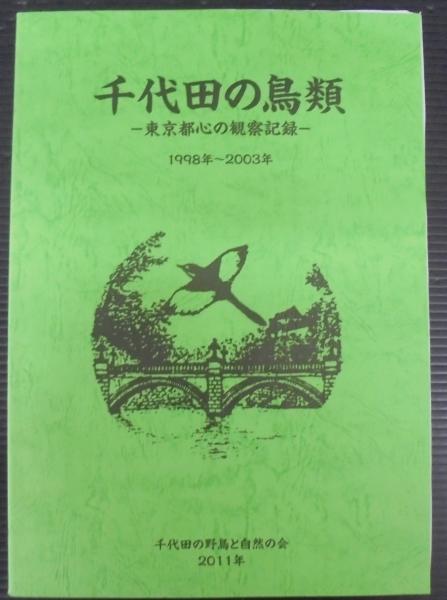 千代田の鳥類
－東京都心の観察記録－
1998年～2003年
千代田の野鳥と自然の会
2011年